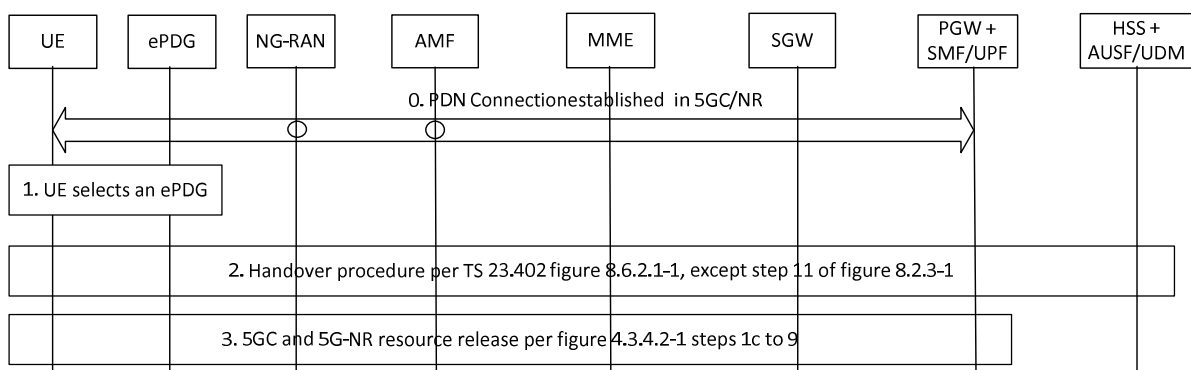 UE
ePDG
NG-RAN
AMF
MME
SGW
PGW +
SMF/UPF
HSS +
AUSF/UDM
0. PDN Connectionestablished in 5GC/NR
1. UE selects an ePDG
2. Handover procedure per TS 23.402 figure 8.6.2.1-1, except step 11 of figure 8.2.3-1
3. 5GC and 5G-NR resource release per figure 4.3.4.2-1 steps 1c to 9